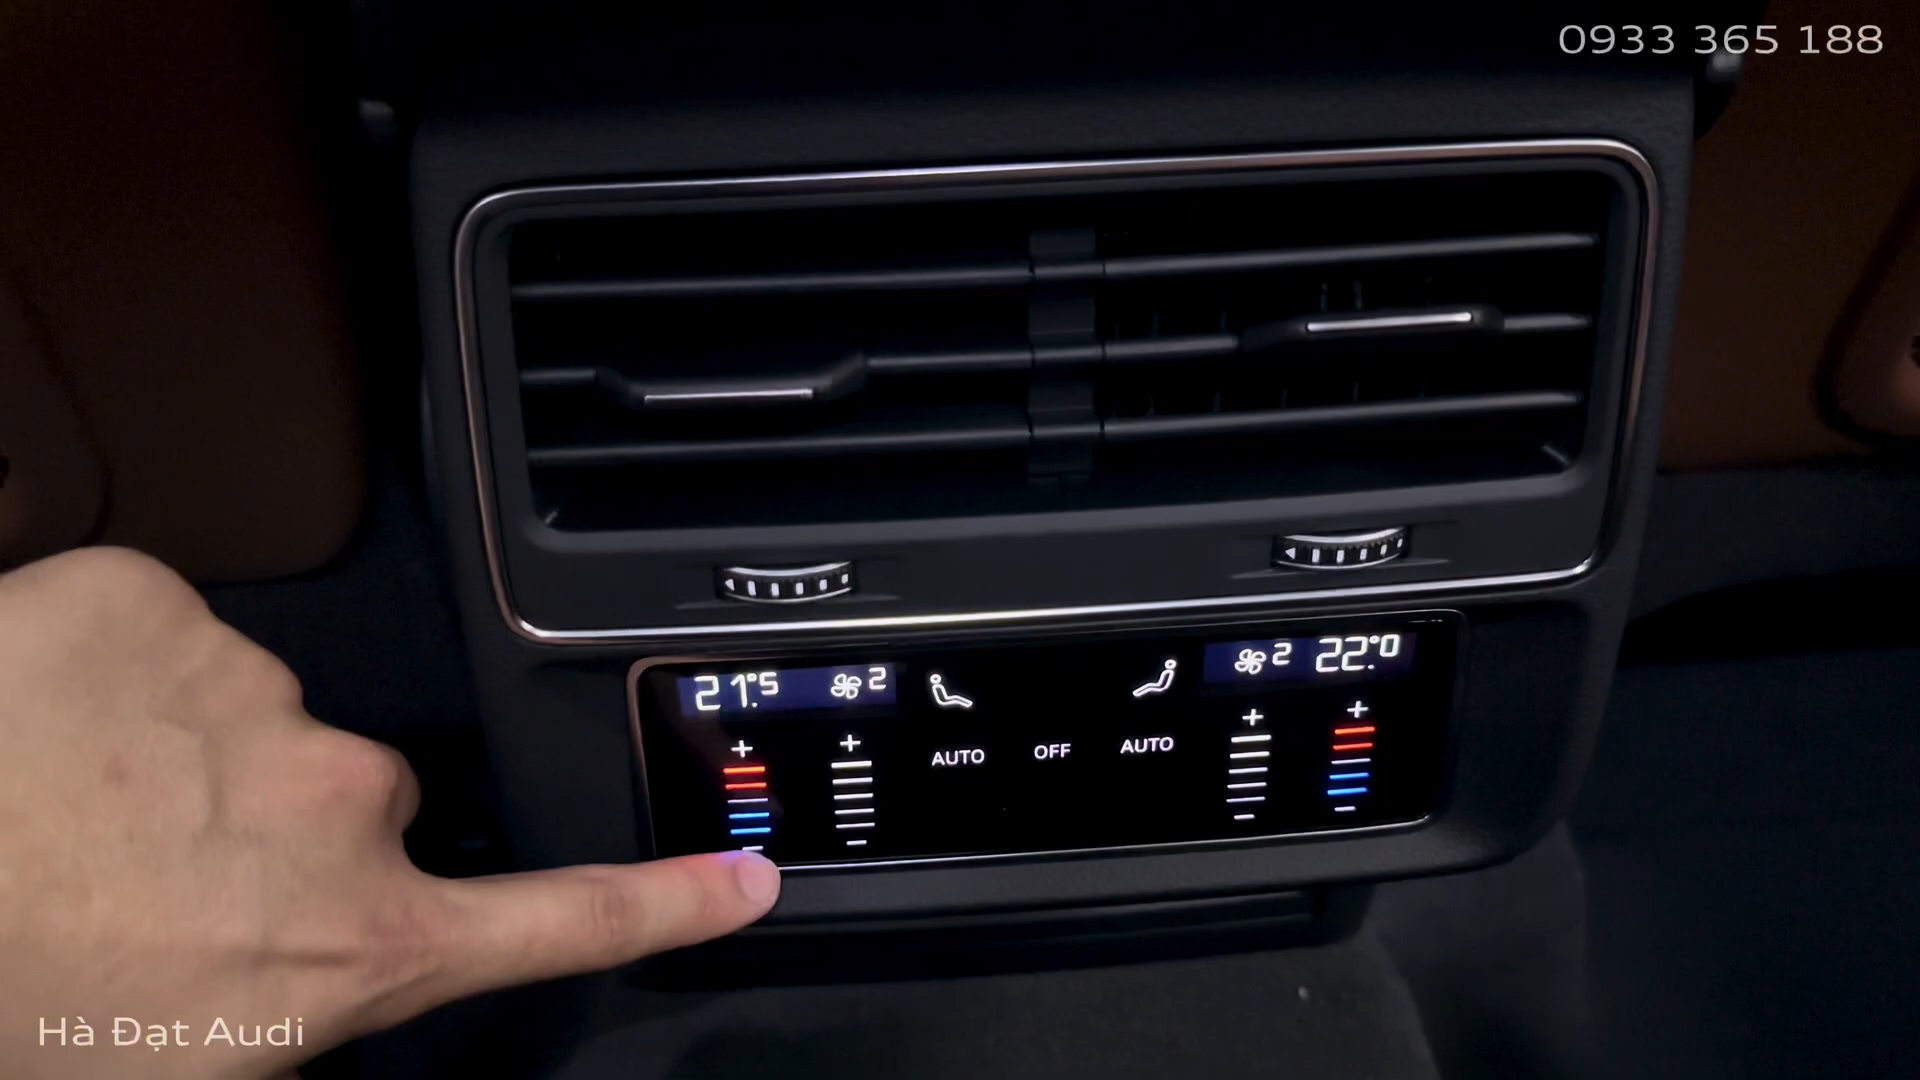 0933 365 188
21.°5 2
2 22.°0
AUTO OFF AUTO
Hà Đạt Audi